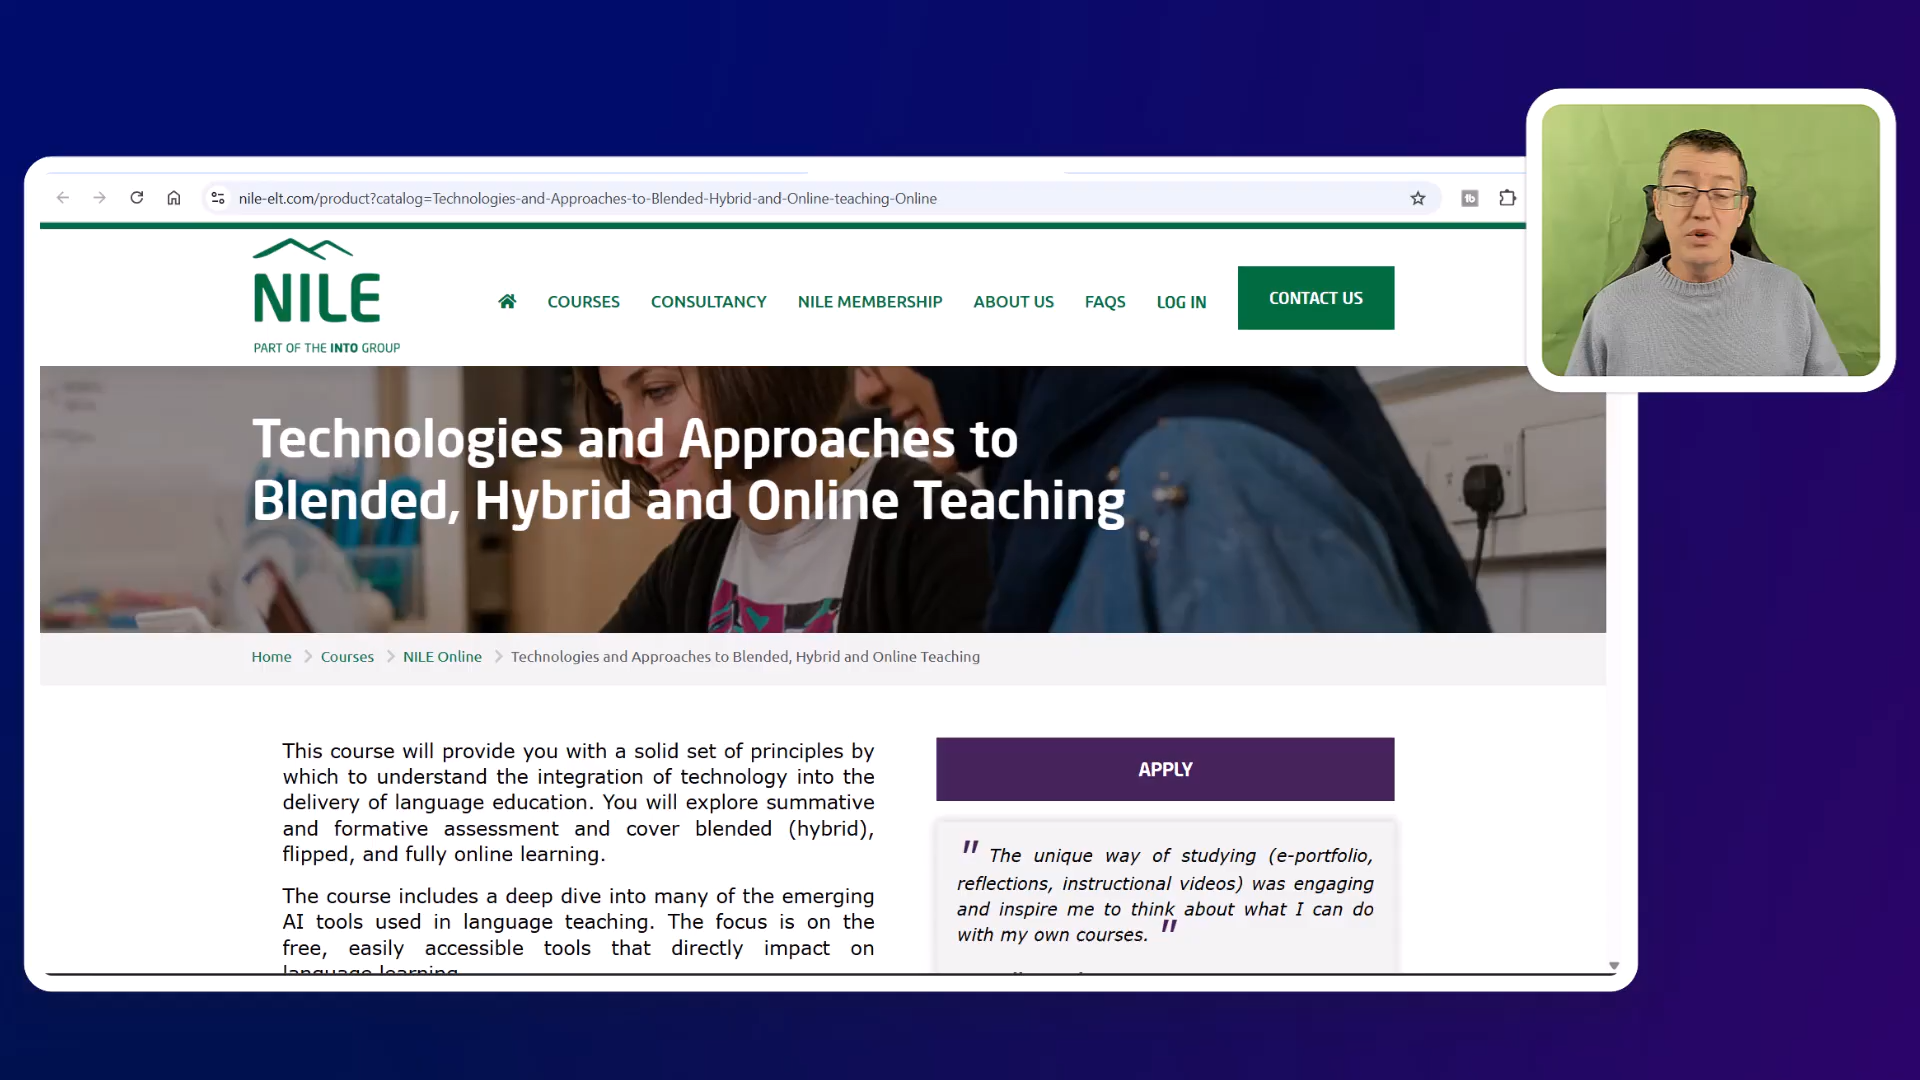 nile-elt.com/product?catalog=Technologies-and-Approaches-to-Blended-Hybrid-and-Online-teaching-Online
NILE
PART OF THE INTO GROUP
COURSES
CONSULTANCY
NILE MEMBERSHIP
ABOUT US
FAQS
LOG IN
CONTACT US
Technologies and Approaches to
Blended, Hybrid and Online Teaching
Home
Courses
NILE Online
Technologies and Approaches to Blended, Hybrid and Online Teaching
This course will provide you with a solid set of principles by
which to understand the integration of technology into the
delivery of language education. You will explore summative
and formative assessment and cover blended (hybrid),
flipped, and fully online learning.
The course includes a deep dive into many of the emerging
AI tools used in language teaching. The focus is on the
free, easily accessible tools that directly impact on
language learning.
APPLY
" The unique way of studying (e-portfolio,
reflections, instructional videos) was engaging
and inspire me to think about what I can do
with my own courses. "